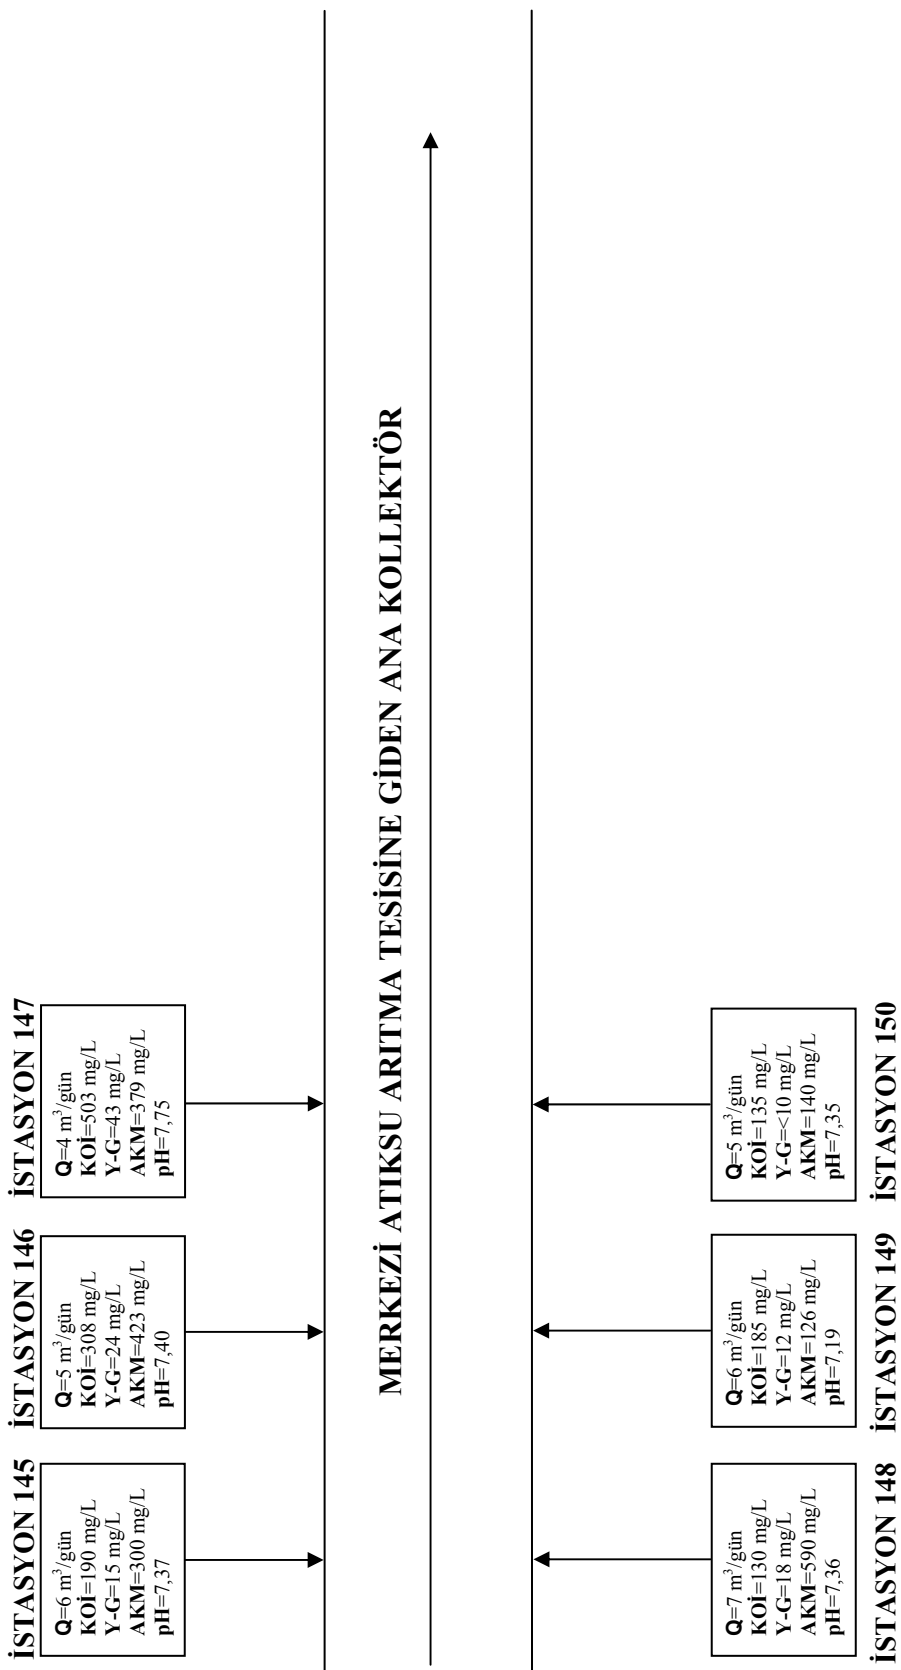 İSTASYON 145
Q=6 m³/gün
KOİ=190 mg/L
Y-G=15 mg/L
AKM=300 mg/L
pH=7,37
İSTASYON 146
Q=5 m³/gün
KOİ=308 mg/L
Y-G=24 mg/L
AKM=423 mg/L
pH=7,40
İSTASYON 147
Q=4 m³/gün
KOİ=503 mg/L
Y-G=43 mg/L
AKM=379 mg/L
pH=7,75
MERKEZİ ATIKSU ARITMA TESİSİNE GİDEN ANA KOLLEKTÖR
Q=7 m³/gün
KOİ=130 mg/L
Y-G=18 mg/L
AKM=590 mg/L
pH=7,36
İSTASYON 148
Q=6 m³/gün
KOİ=185 mg/L
Y-G=12 mg/L
AKM=126 mg/L
pH=7,19
İSTASYON 149
Q=5 m³/gün
KOİ=135 mg/L
Y-G=<10 mg/L
AKM=140 mg/L
pH=7,35
İSTASYON 150